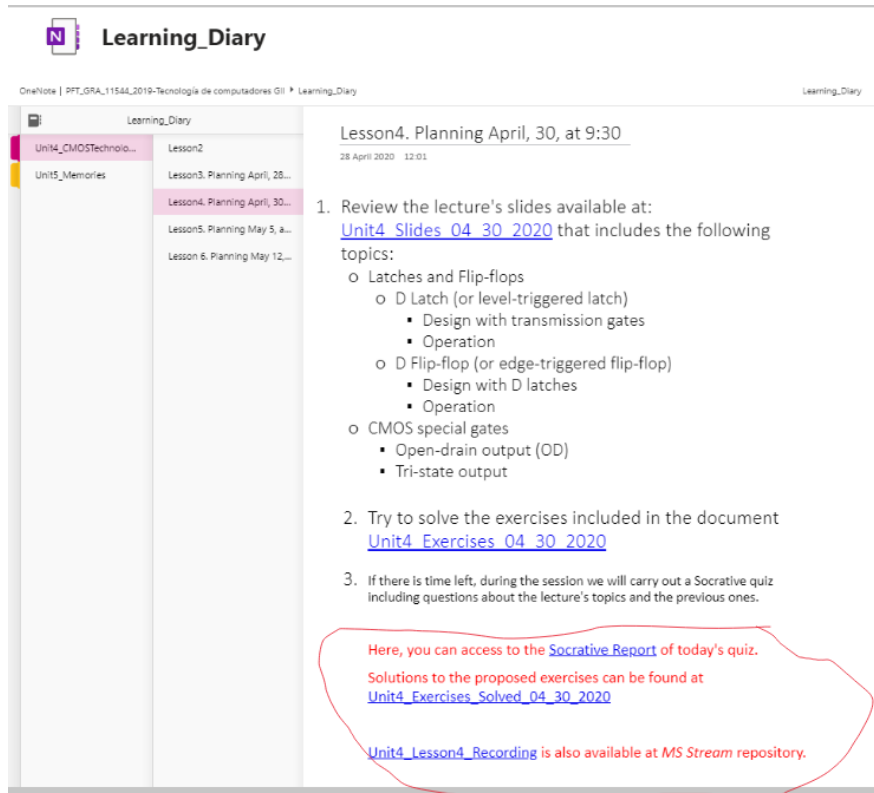 N
Learning_Diary
OneNote | PFT_GRA_11544_2019-Tecnología de computadores GII ▸ Learning_Diary
Learning_Diary
Learning_Diary
Unit4_CMOSTechnolo...
Unit5_Memories
Lesson2
Lesson3. Planning April, 28...
Lesson4. Planning April, 30...
Lesson5. Planning May 5, a...
Lesson 6. Planning May 12,...
Lesson4. Planning April, 30, at 9:30
28 April 2020 12:01
1. Review the lecture's slides available at:
Unit4_Slides_04_30_2020 that includes the following
topics:
o Latches and Flip-flops
o D Latch (or level-triggered latch)
▪ Design with transmission gates
▪ Operation
o D Flip-flop (or edge-triggered flip-flop)
▪ Design with D latches
▪ Operation
o CMOS special gates
▪ Open-drain output (OD)
▪ Tri-state output
2. Try to solve the exercises included in the document
Unit4_Exercises_04_30_2020
3. If there is time left, during the session we will carry out a Socrative quiz
including questions about the lecture's topics and the previous ones.
Here, you can access to the Socrative Report of today's quiz.
Solutions to the proposed exercises can be found at
Unit4_Exercises_Solved_04_30_2020
Unit4_Lesson4_Recording is also available at MS Stream repository.